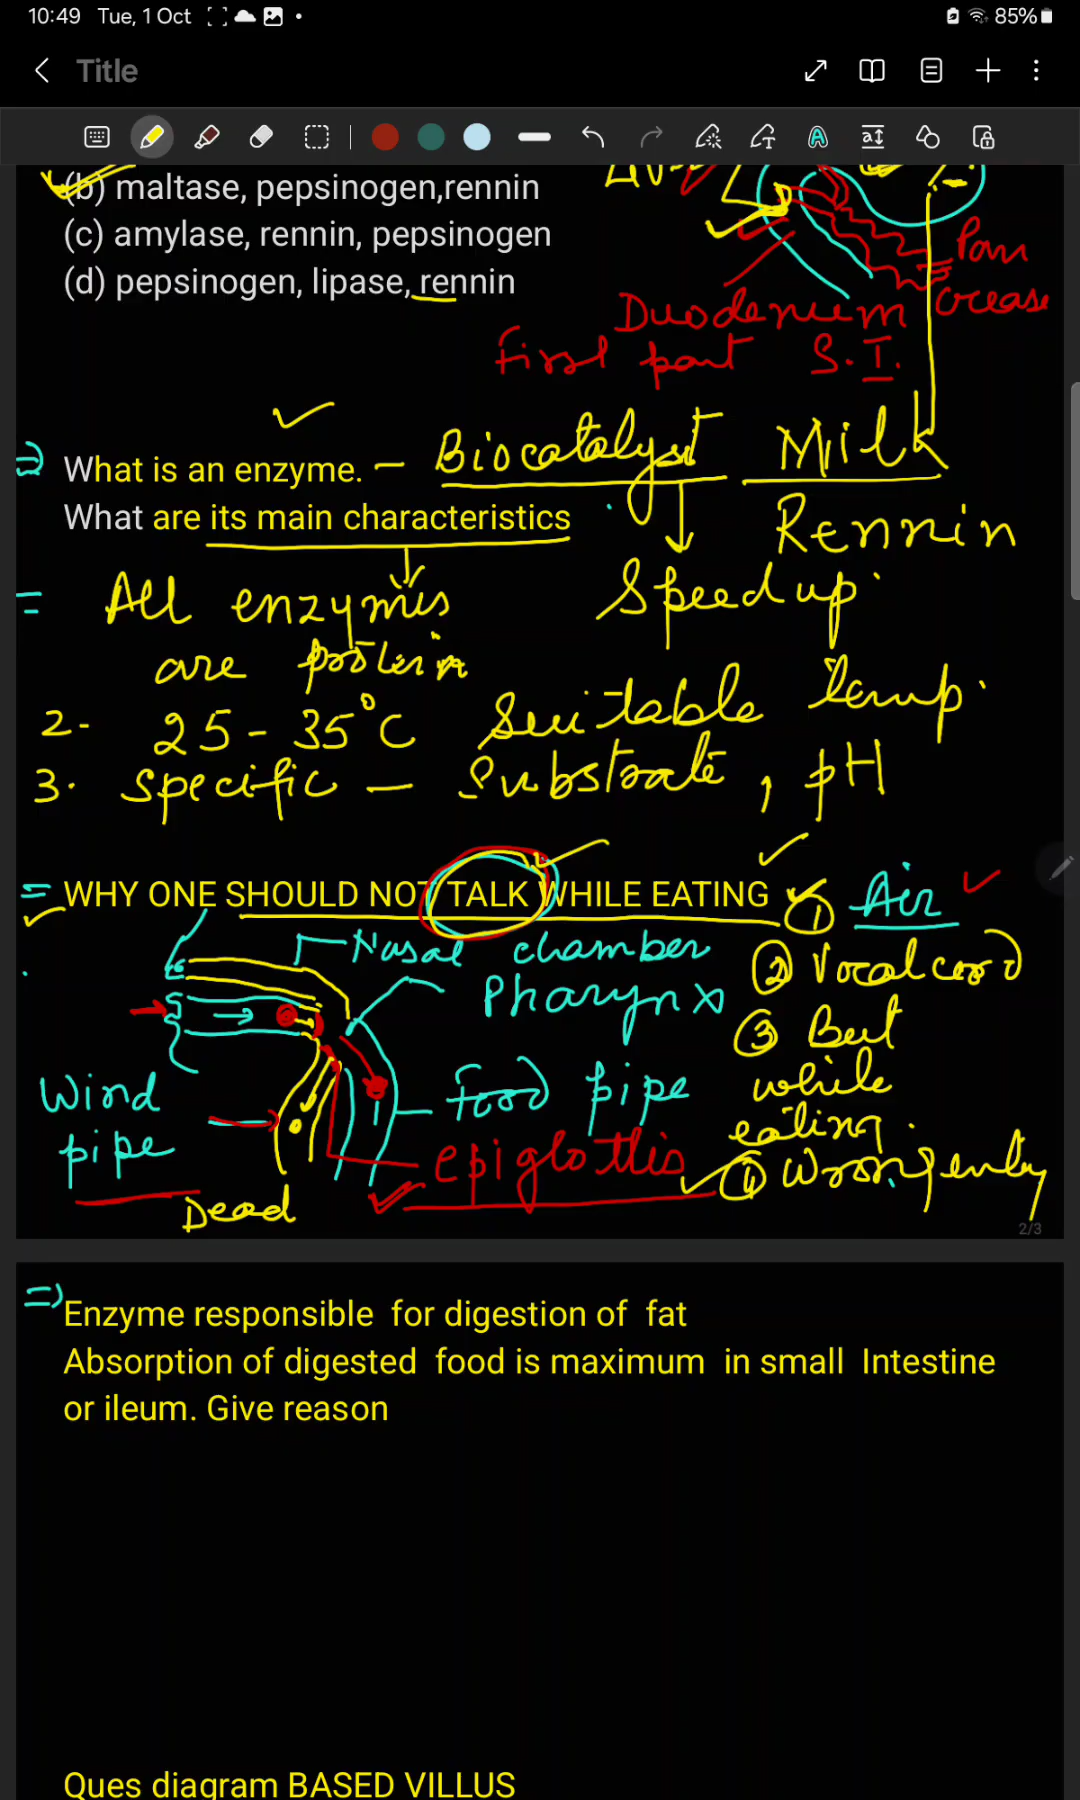 10:49 Tue, 1 Oct
85%
Title
(b) maltase, pepsinogen,rennin
(c) amylase, rennin, pepsinogen
(d) pepsinogen, lipase, rennin
Pan
crease
Duodenum
First part S.I.
What is an enzyme. – Biocatalyst Milk
What are its main characteristics
Rennin
= All enzymes Speed up
are protein
2- 25 - 35°C Suitable temp.
3. Specific – Substrate, pH
= WHY ONE SHOULD NOT TALK WHILE EATING ① Air
Nasal chamber
② Vocal cord
Pharynx
③ But
while
eating.
Wind
pipe
Food pipe
epiglottis
④ Wrong entry
Dead
2/3
=> Enzyme responsible for digestion of fat
Absorption of digested food is maximum in small Intestine
or ileum. Give reason
Ques diagram BASED VILLUS